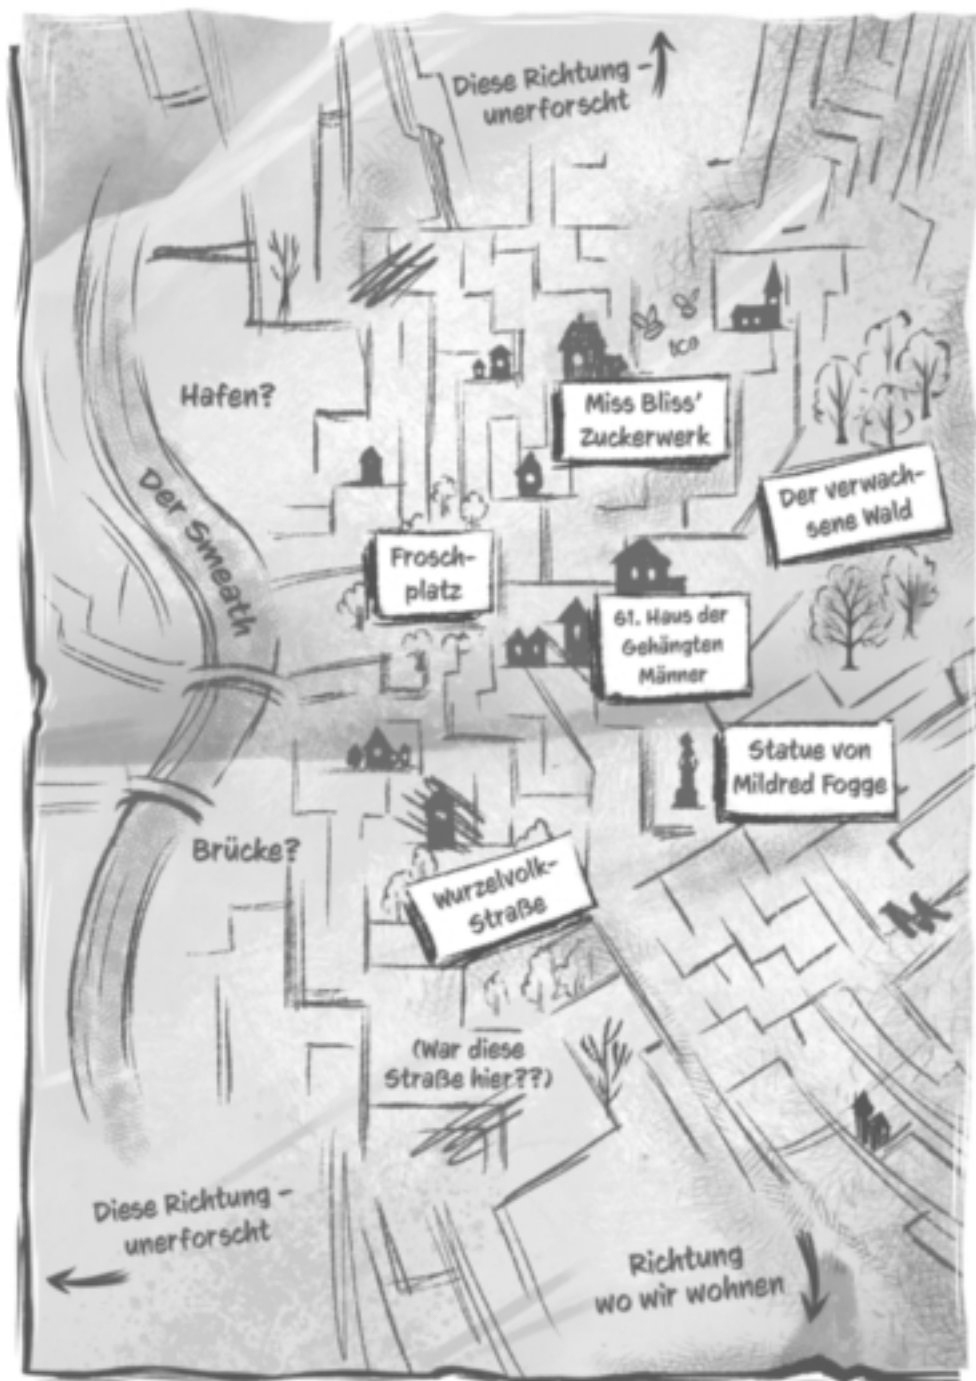 Diese Richtung -
unerforscht
Hafen?
Miss Bliss'
Zuckerwerk
Der verwach-
sene Wald
Der Smeath
Frosch-
platz
61. Haus der
Gehängten
Männer
Statue von
Mildred Fogge
Brücke?
Wurzelvolk-
straße
(War diese
Straße hier??)
Diese Richtung -
unerforscht
Richtung
wo wir wohnen